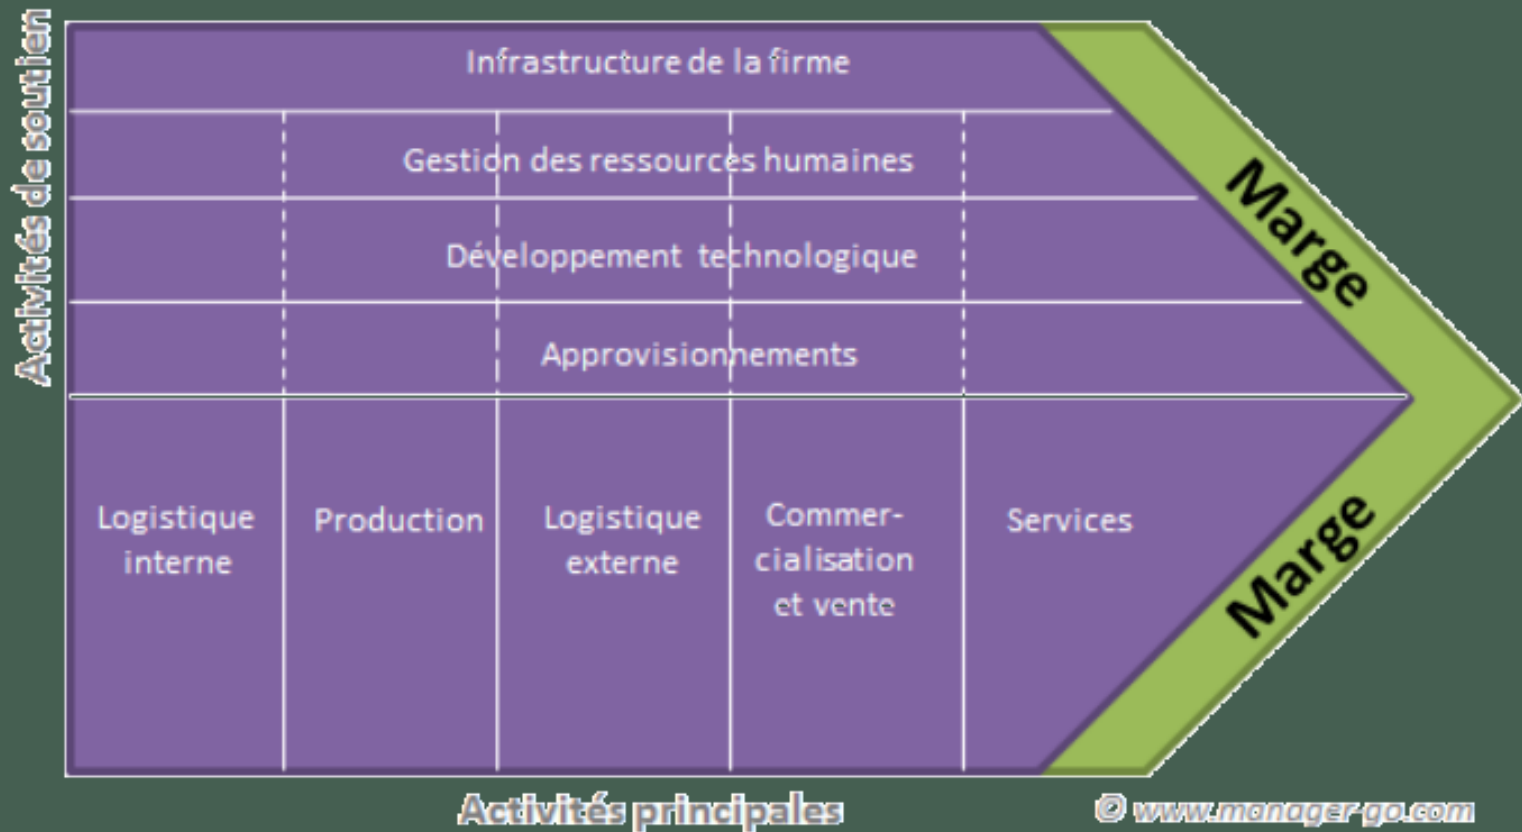 Activités de soutien
Infrastructure de la firme
Gestion des ressources humaines
Développement technologique
Approvisionnements
Logistique
interne
Production
Logistique
externe
Commer-
cialisation
et vente
Services
Marge
Marge
Activités principales
© www.manager-go.com